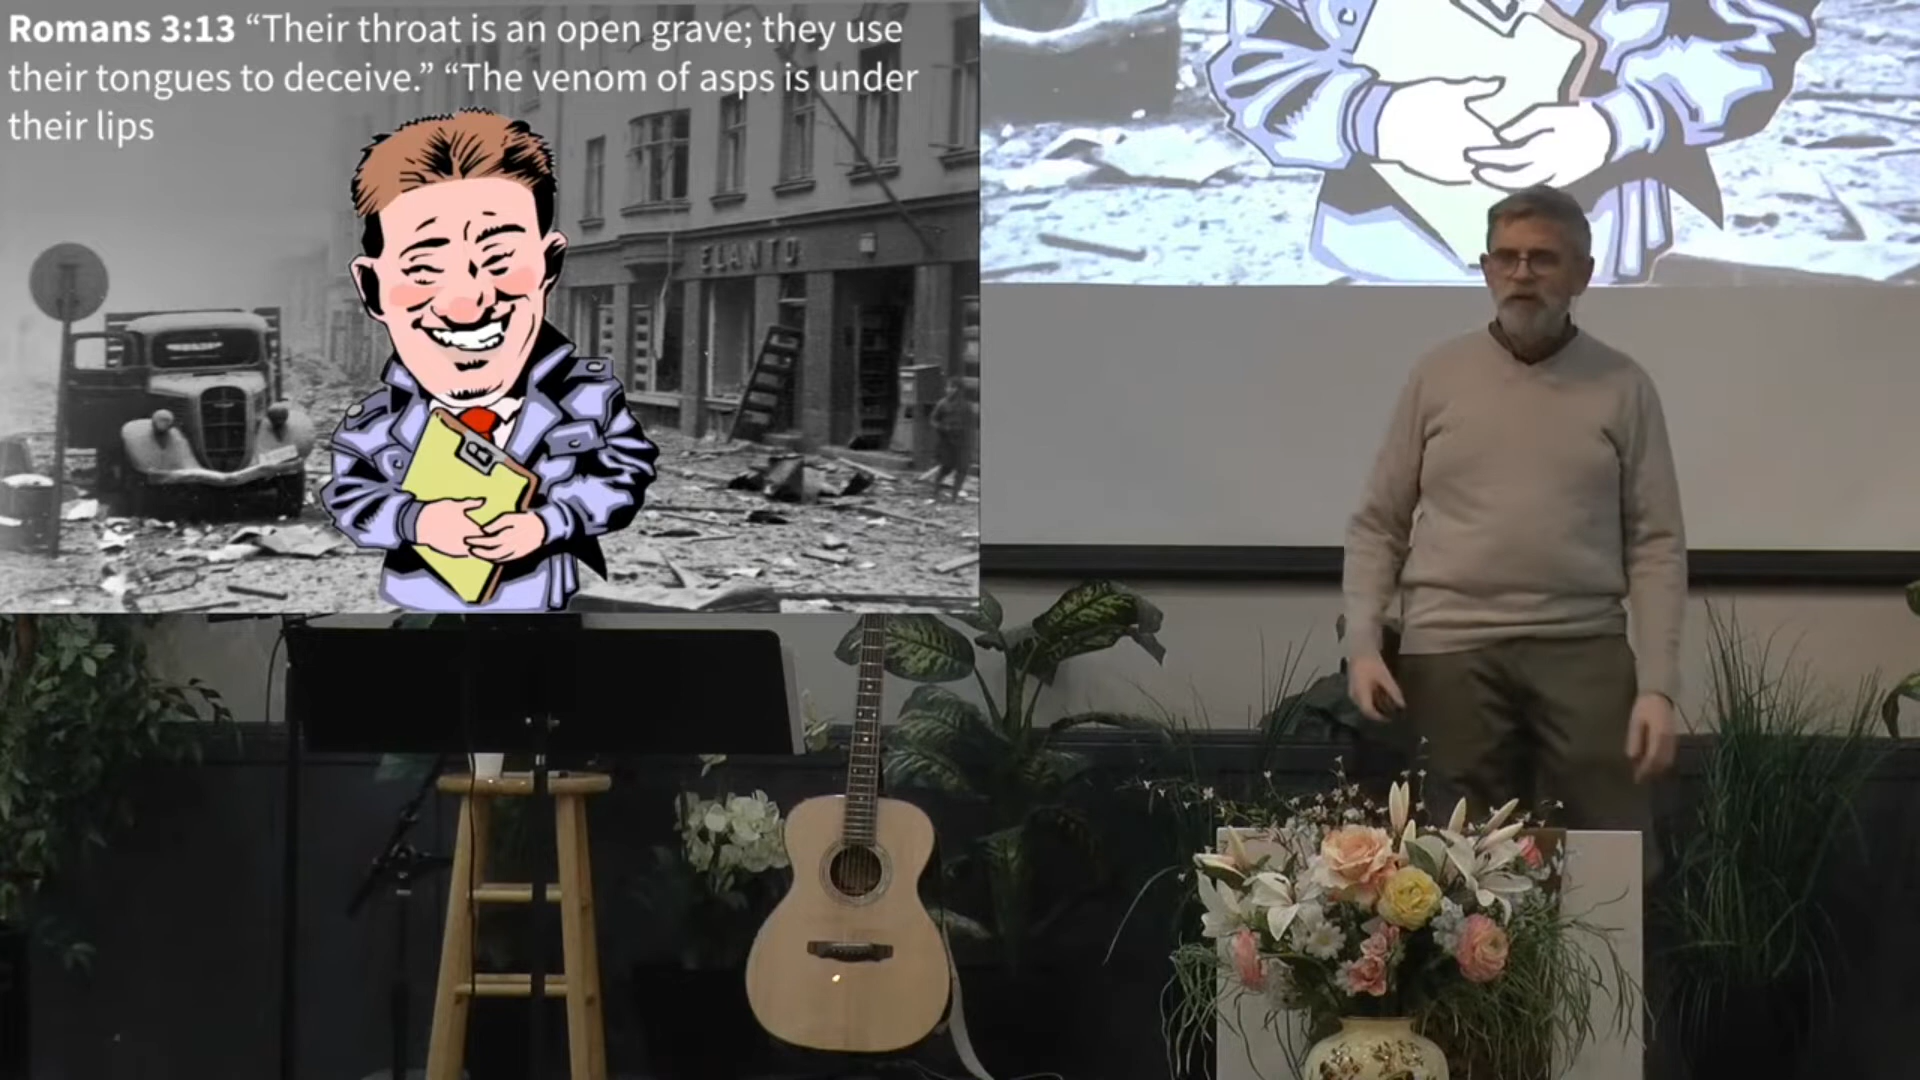 Romans 3:13 “Their throat is an open grave; they use
their tongues to deceive.” “The venom of asps is under
their lips
ELANTO